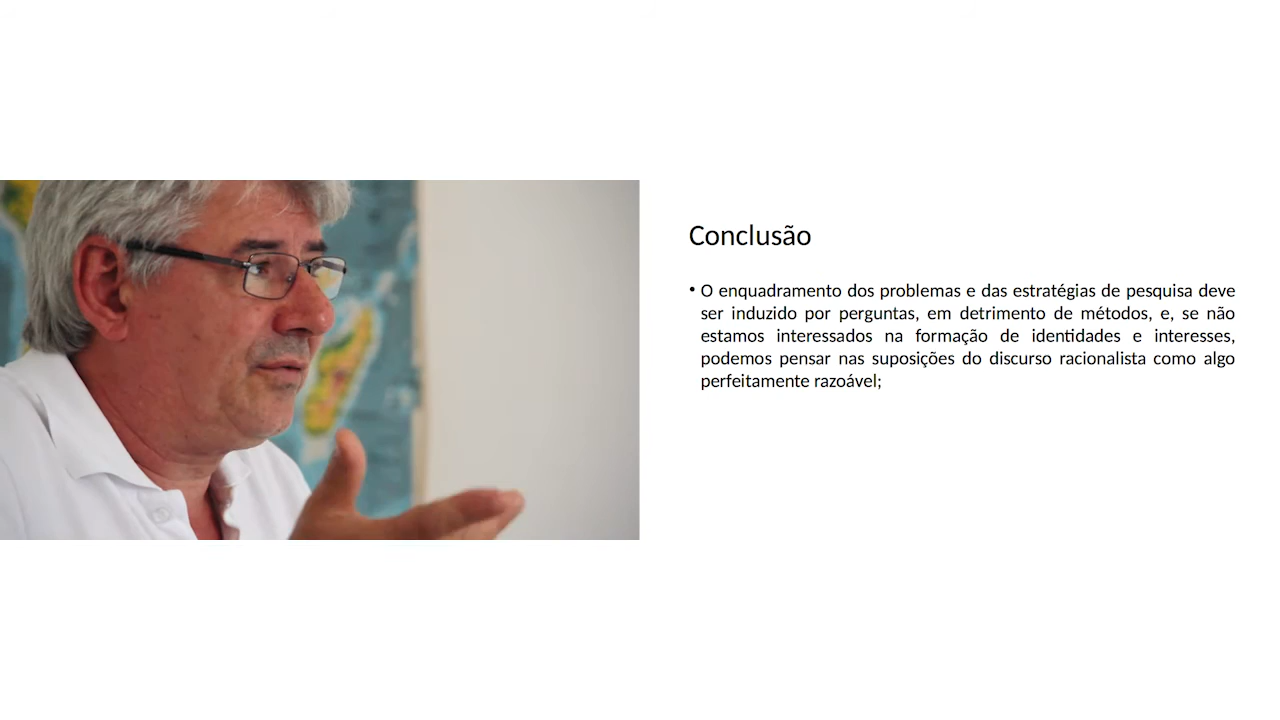 Conclusão
• O enquadramento dos problemas e das estratégias de pesquisa deve
ser induzido por perguntas, em detrimento de métodos, e, se não
estamos interessados na formação de identidades e interesses,
podemos pensar nas suposições do discurso racionalista como algo
perfeitamente razoável;